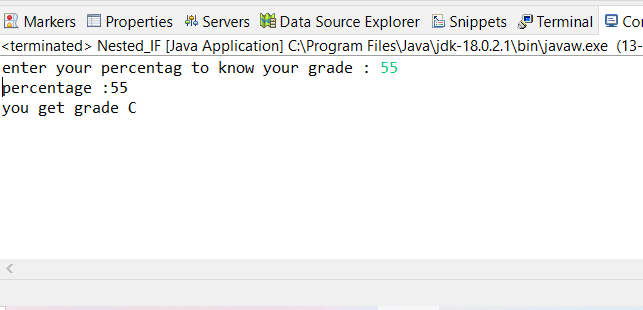 Markers Properties Servers Data Source Explorer Snippets Terminal
<terminated> Nested_IF [Java Application] C:\Program Files\Java\jdk-18.0.2.1\bin\javaw.exe (13-
enter your percentag to know your grade : 55
percentage :55
you get grade C